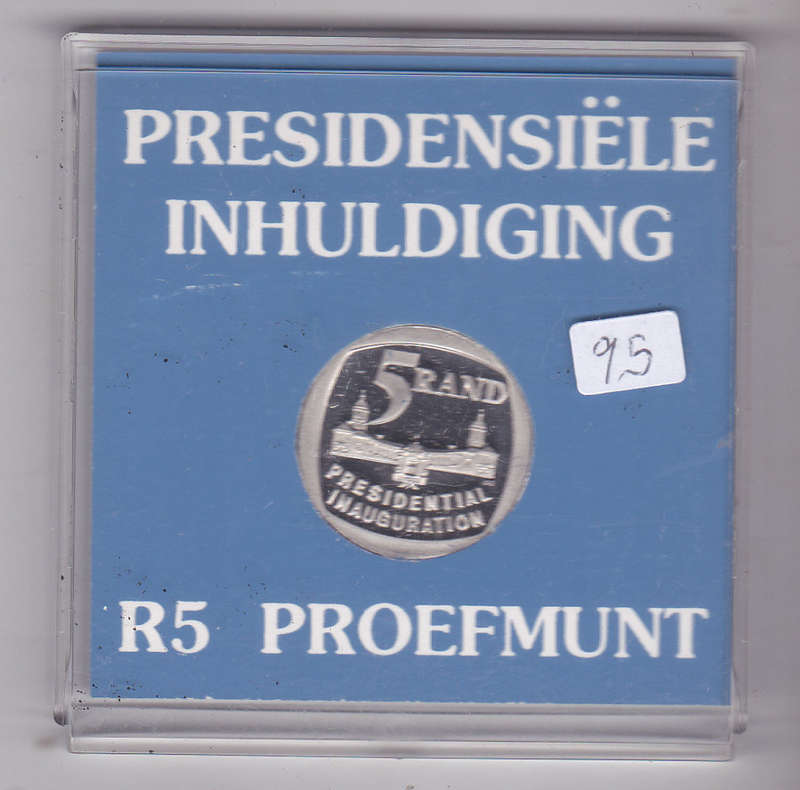 PRESIDENSIËLE
INHULDIGING
95
5 RAND
PRESIDENTIAL
INAUGURATION
R5 PROEFMUNT